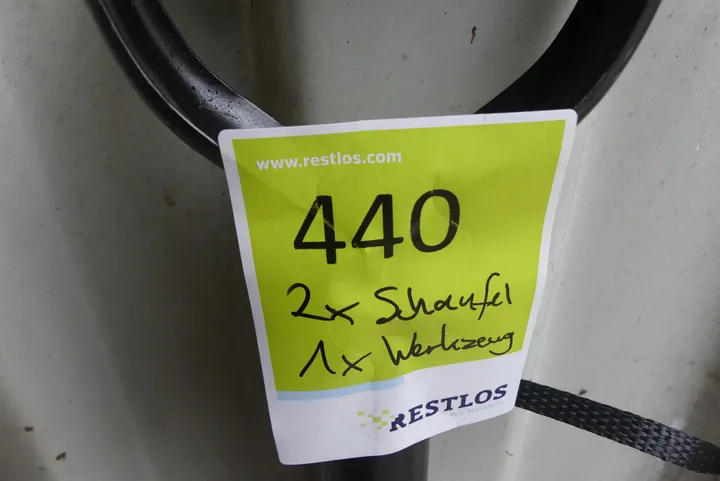 www.restlos.com
440
2x Schaufel
1x Werkzeug
RESTLOS